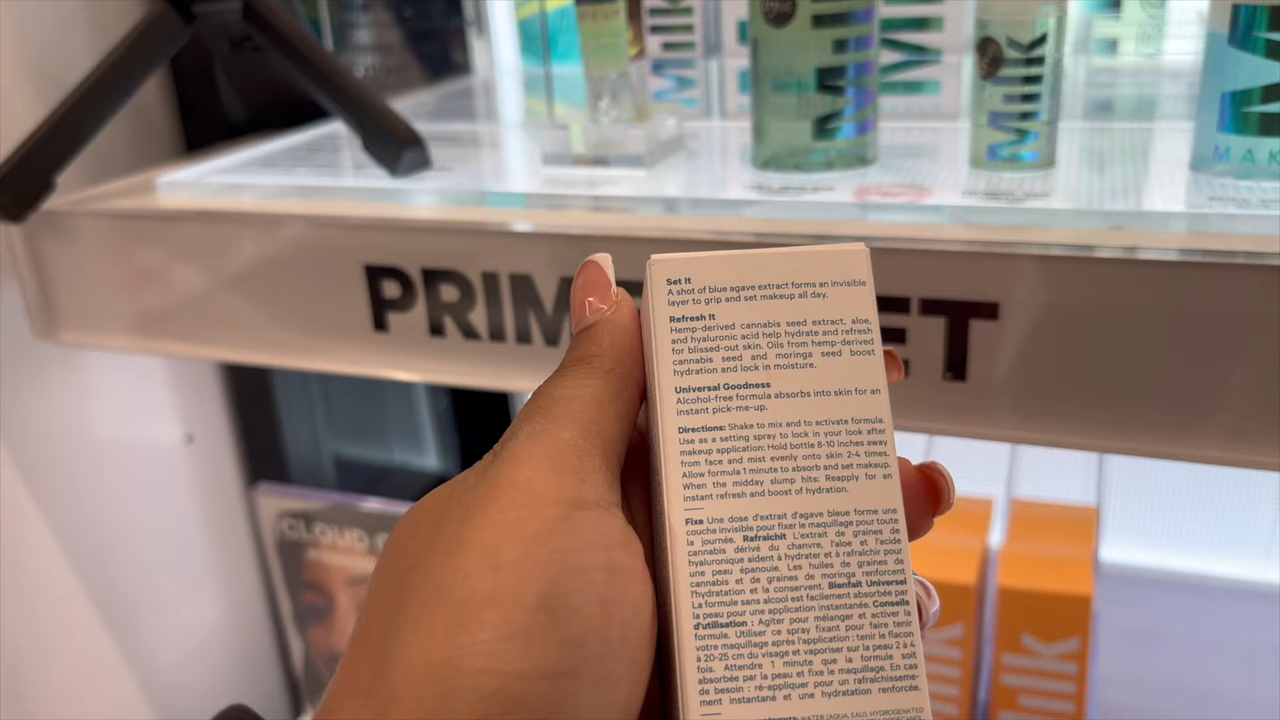 Milk
Milk
Milk
MAK
PRIM
ET
Set It
A shot of blue agave extract forms an invisible
layer to grip and set makeup all day.
Refresh It
Hemp-derived cannabis seed extract, aloe,
and hyaluronic acid help hydrate and refresh
for blissed-out skin. Oils from hemp-derived
cannabis seed and moringa seed boost
hydration and lock in moisture.
Universal Goodness
Alcohol-free formula absorbs into skin for an
instant pick-me-up.
Directions: Shake to mix and to activate formula.
Use as a setting spray to lock in your look after
makeup application: Hold bottle 8-10 inches away
from face and mist evenly onto skin 2-4 times.
Allow formula 1 minute to absorb and set makeup.
When the midday slump hits: Reapply for an
instant refresh and boost of hydration.
Fixe Une dose d'extrait d'agave bleue forme une
couche invisible pour fixer le maquillage pour toute
la journée. Rafraîchit L'extrait de graines de
cannabis dérivé du chanvre, l'aloe et l'acide
hyaluronique aident à hydrater et à rafraîchir pour
une peau épanouie. Les huiles de graines de
cannabis et de graines de moringa renforcent
l'hydratation et la conservent. Bienfait Universel
La formule sans alcool est facilement absorbée par
la peau pour une application instantanée. Conseils
d'utilisation : Agiter pour mélanger et activer la
formule. Utiliser ce spray fixant pour faire tenir
votre maquillage après l'application : tenir le flacon
à 20-25 cm du visage et vaporiser sur la peau 2 à 4
fois. Attendre 1 minute que la formule soit
absorbée par la peau et fixe le maquillage. En cas
de besoin : ré-appliquer pour un rafraîchisse-
ment instantané et une hydratation renforcée.
WATER (AQUA, EAU), HYDROGENATED
CLOUD
Milk
Milk